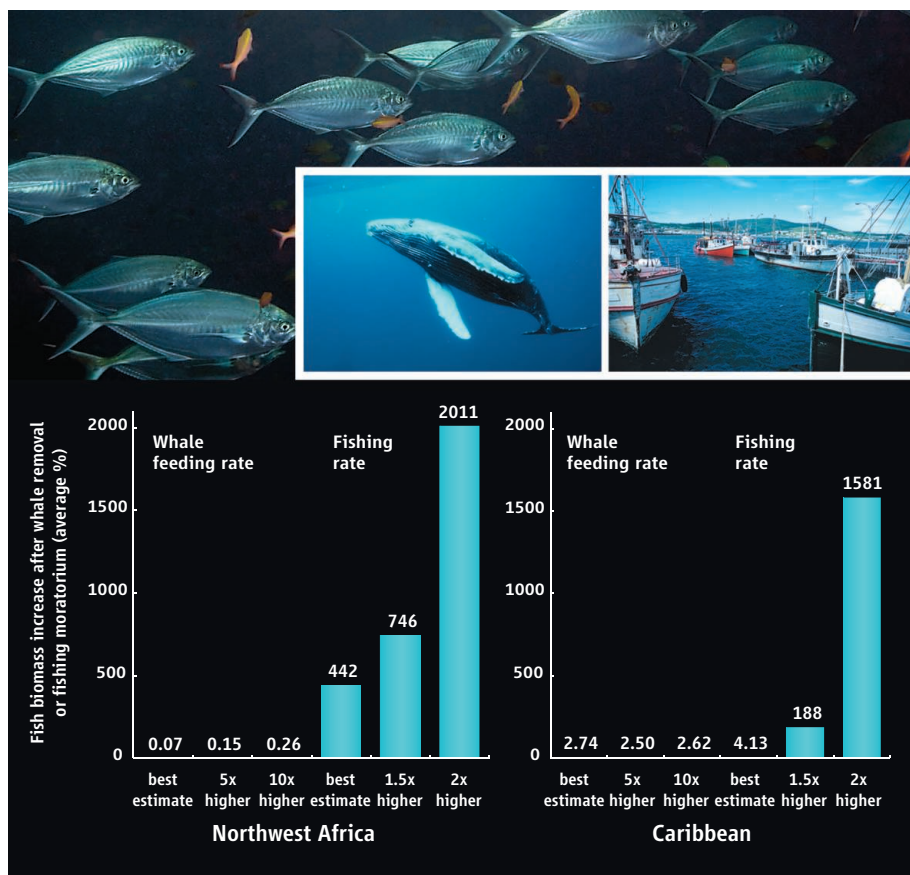 Fish biomass increase after whale removal
or fishing moratorium (average %)
2000
1500
1000
500
0
Whale
feeding rate
Fishing
rate
0.07
0.15
0.26
442
746
2011
best
estimate
5x
higher
10x
higher
best
estimate
1.5x
higher
2x
higher
Northwest Africa
2000
1500
1000
500
0
Whale
feeding rate
Fishing
rate
2.74
2.50
2.62
4.13
188
1581
best
estimate
5x
higher
10x
higher
best
estimate
1.5x
higher
2x
higher
Caribbean